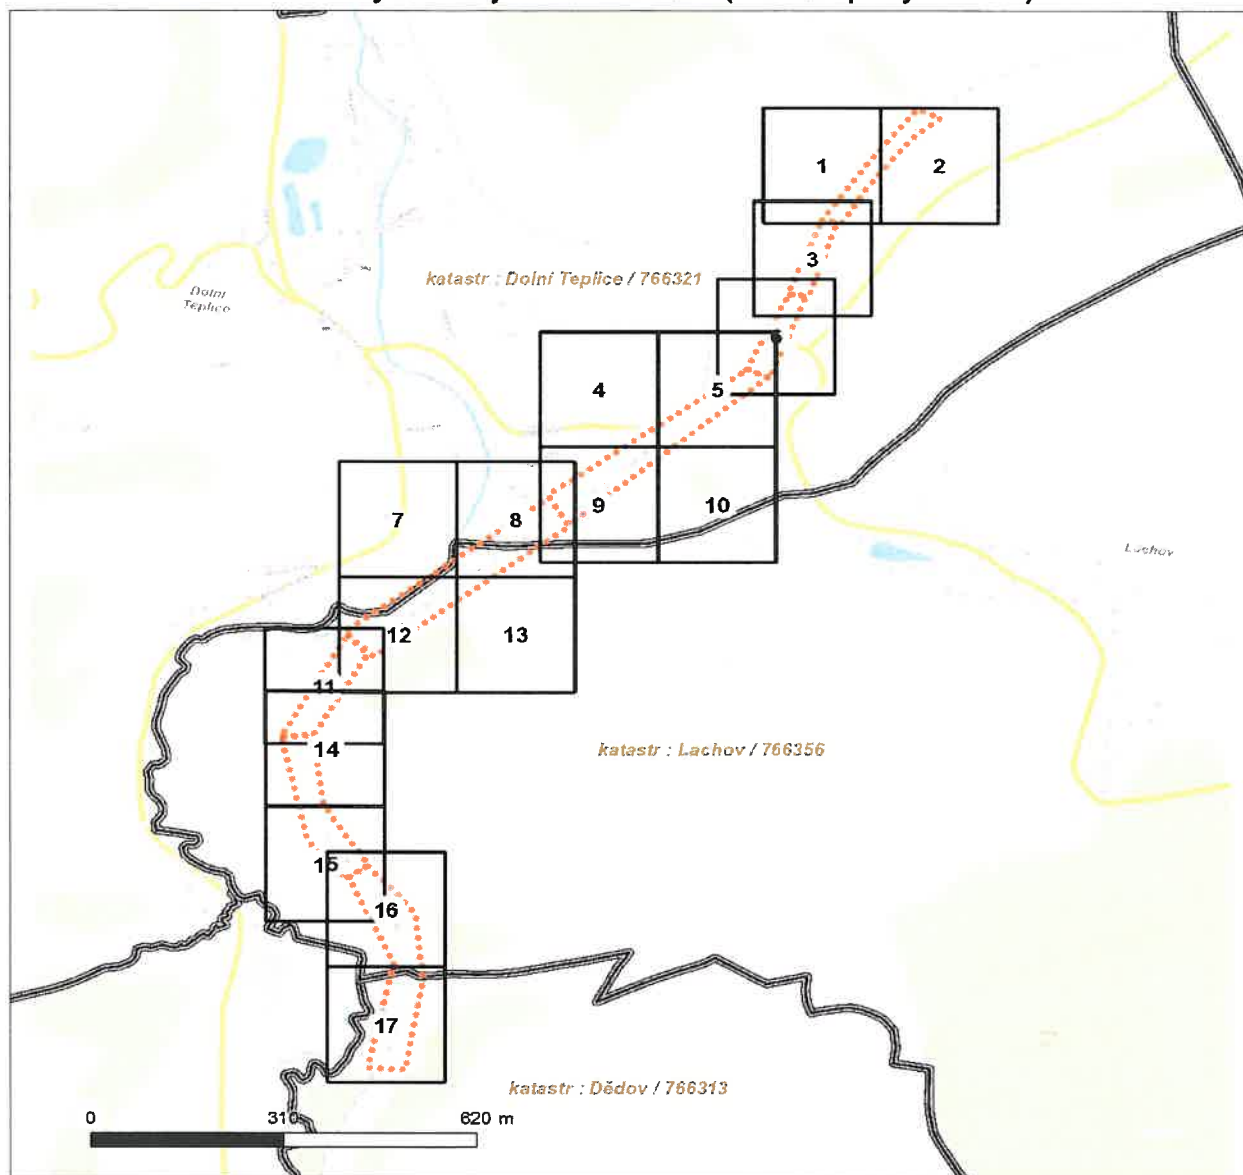 1
2
3
katastr : Dolní Teplice / 766321
Dolní
Teplice
4
5
7
8
9
10
Lachov
12
13
11
14
katastr : Lachov / 766356
15
16
17
katastr : Dědov / 766313
0
310
620 m